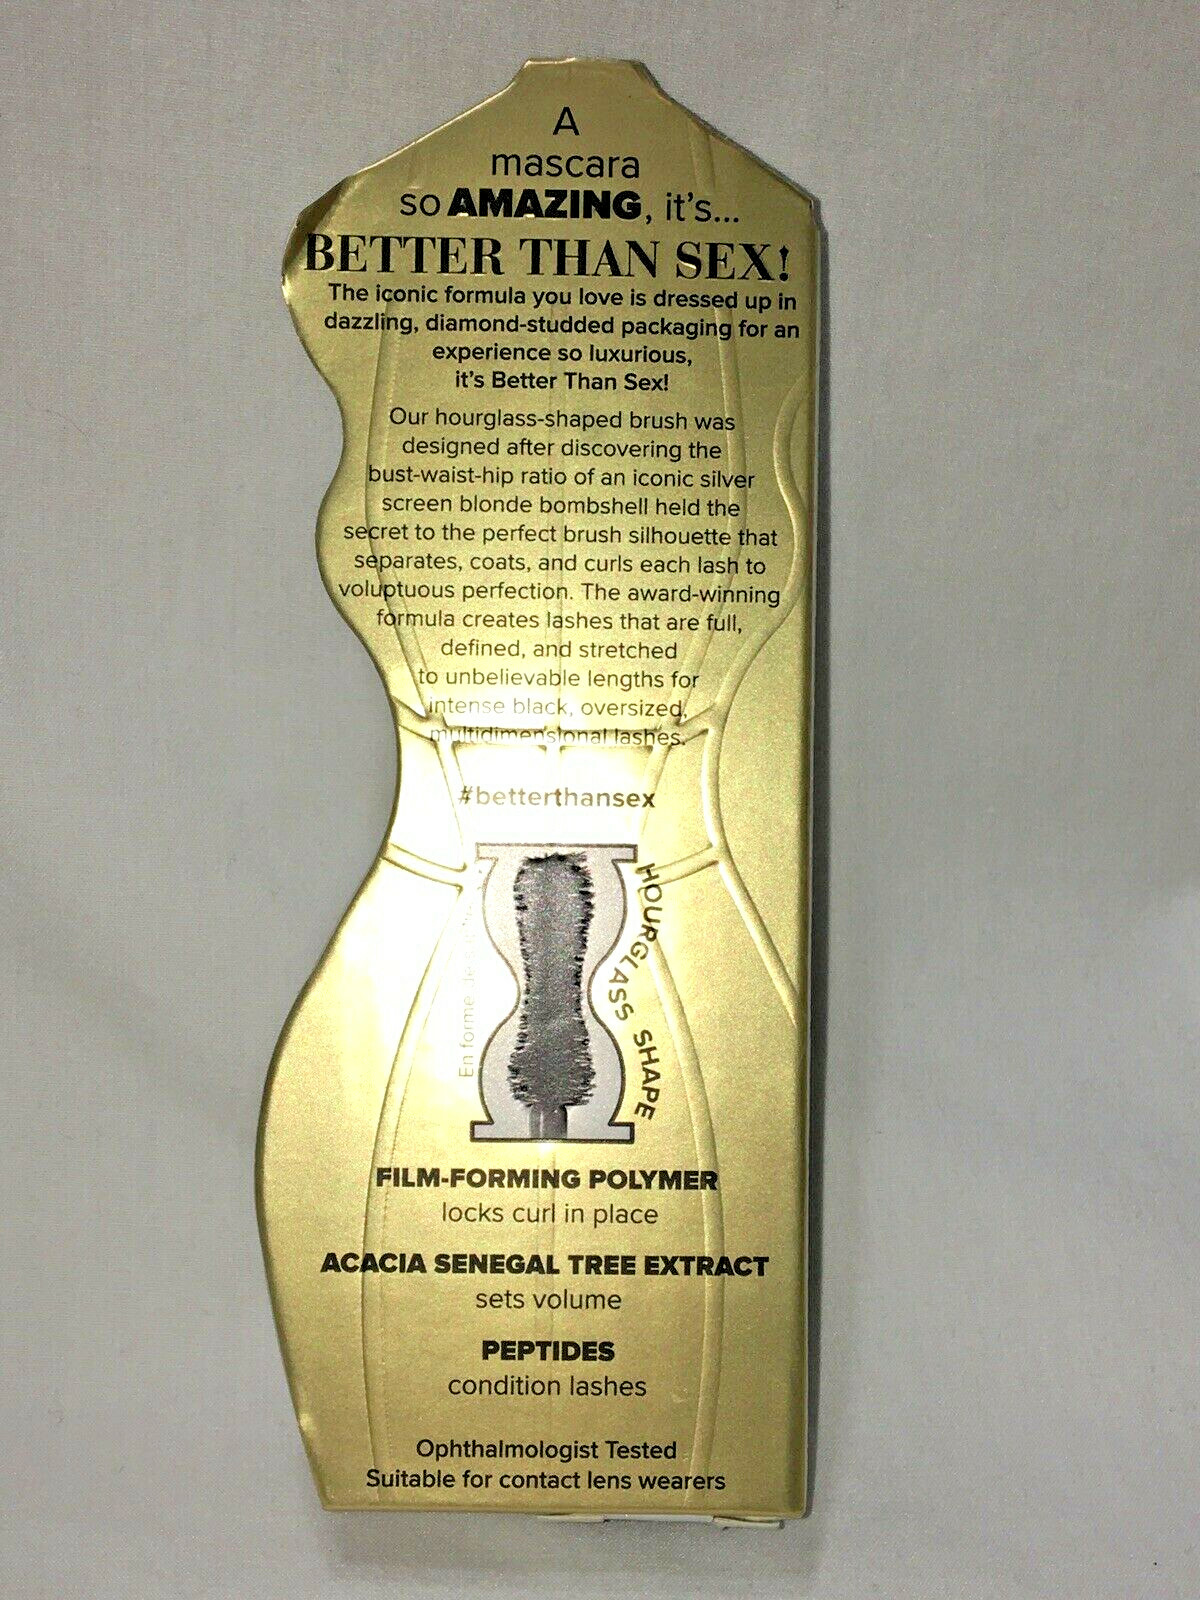 A
mascara
so AMAZING, it's...
BETTER THAN SEX!
The iconic formula you love is dressed up in
dazzling, diamond-studded packaging for an
experience so luxurious,
it's Better Than Sex!
Our hourglass-shaped brush was
designed after discovering the
bust-waist-hip ratio of an iconic silver
screen blonde bombshell held the
secret to the perfect brush silhouette that
separates, coats, and curls each lash to
voluptuous perfection. The award-winning
formula creates lashes that are full,
defined, and stretched
to unbelievable lengths for
intense black, oversized,
multidimensional lashes.
#betterthansex
En forme
HOURGLASS SHAPE
FILM-FORMING POLYMER
locks curl in place
ACACIA SENEGAL TREE EXTRACT
sets volume
PEPTIDES
condition lashes
Ophthalmologist Tested
Suitable for contact lens wearers